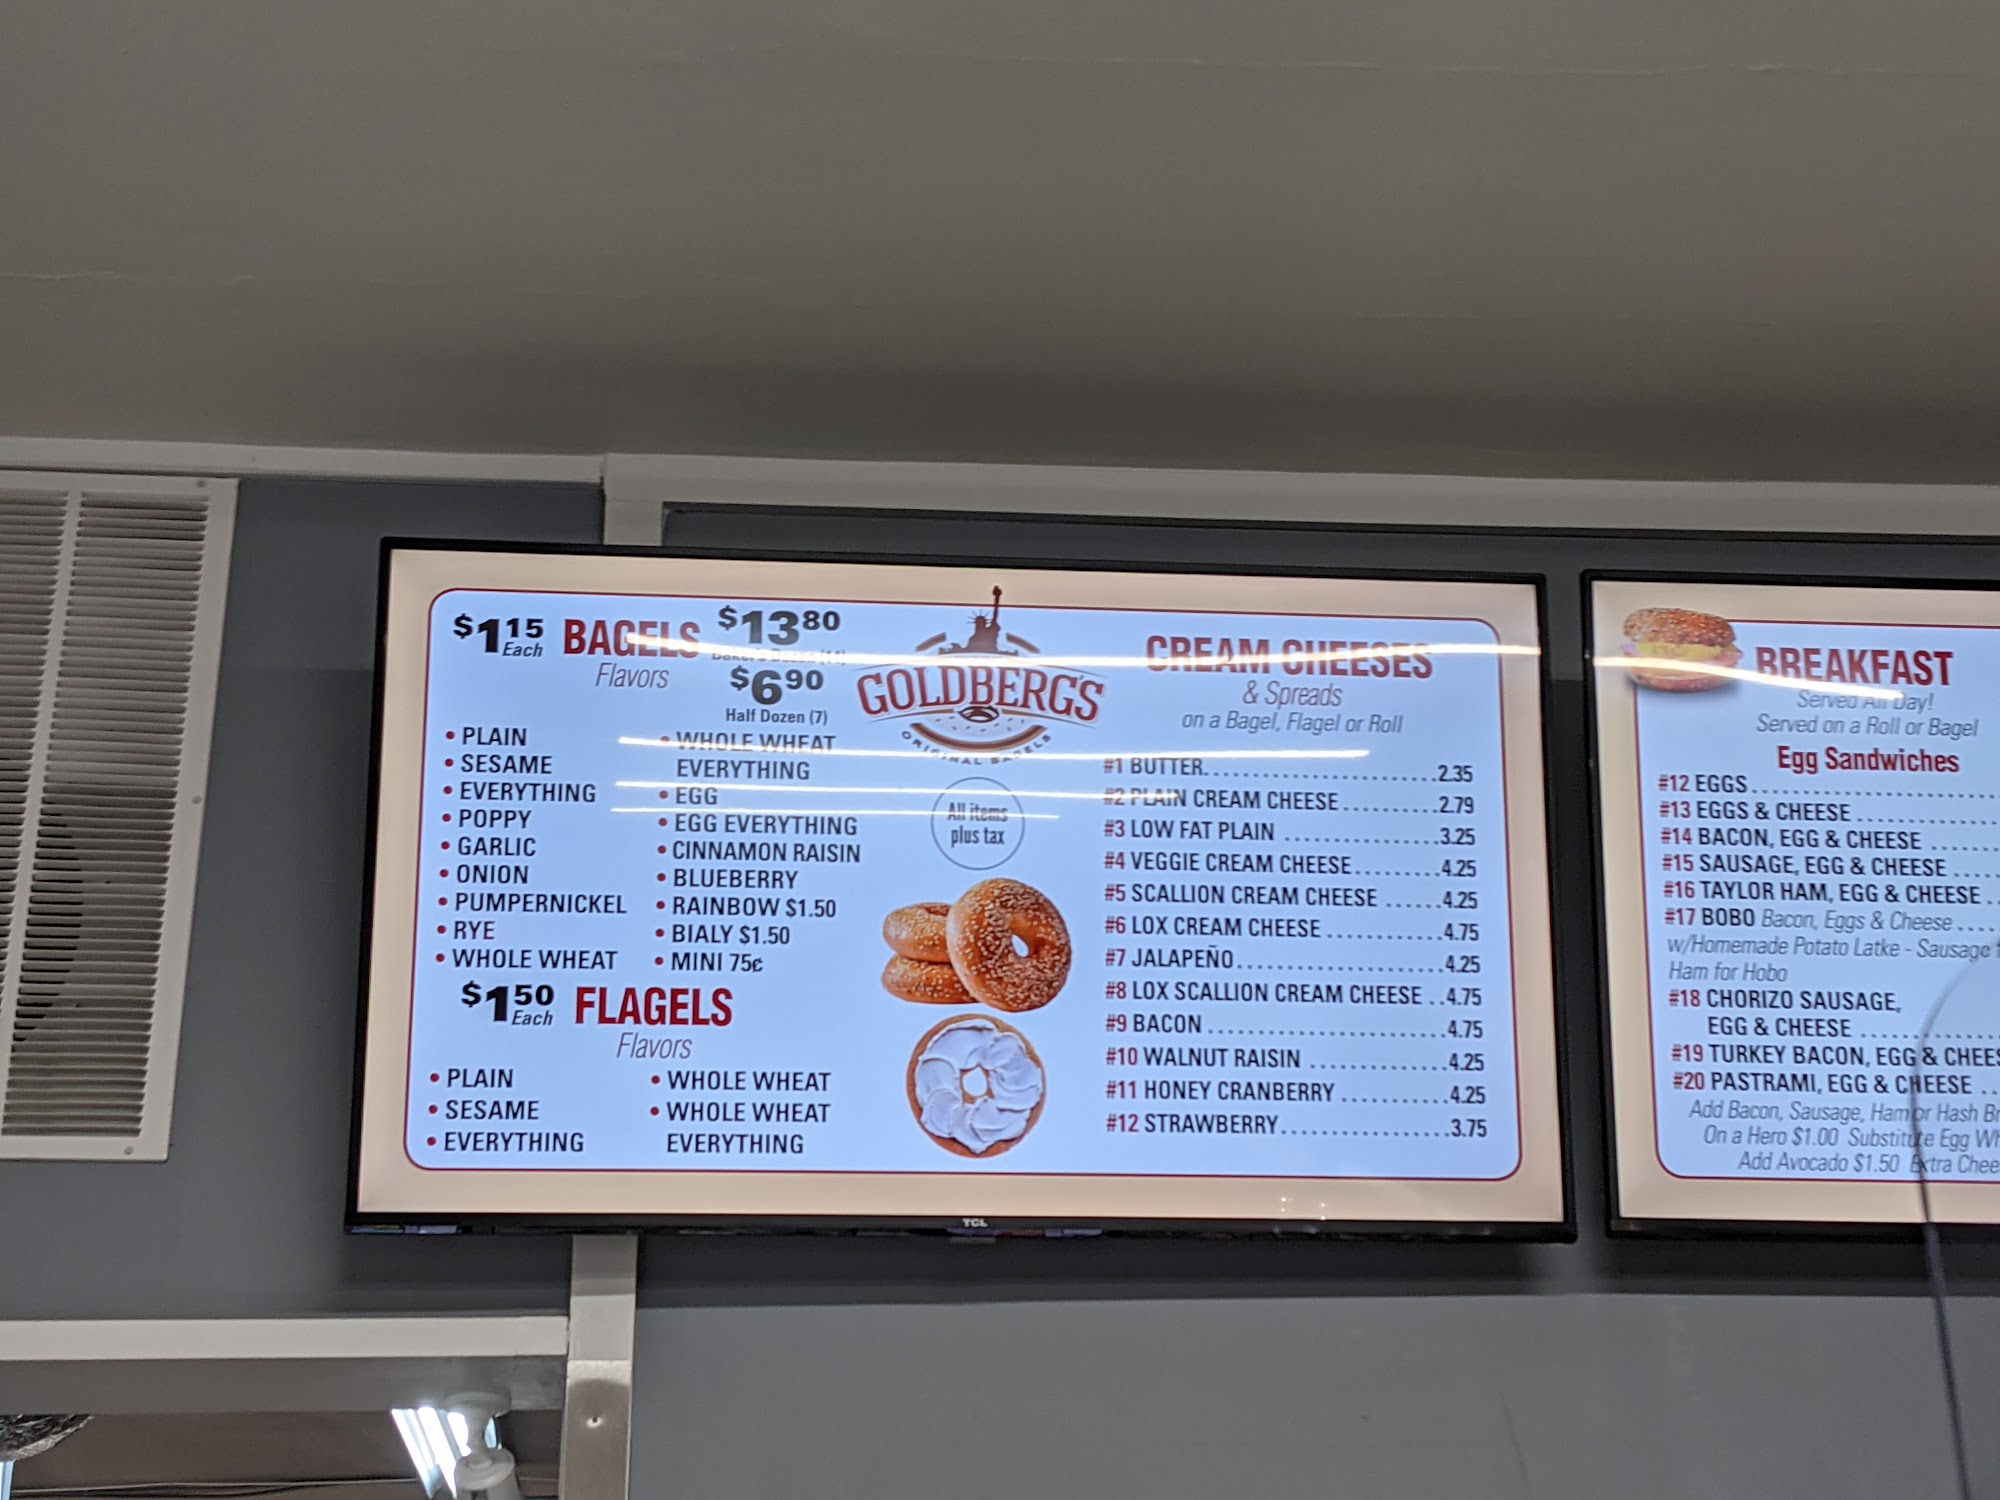 $1.15 Each BAGELS
Flavors
$13.80
Baker's Dozen (14)
$6.90
Half Dozen (7)
• PLAIN
• SESAME
• EVERYTHING
• POPPY
• GARLIC
• ONION
• PUMPERNICKEL
• RYE
• WHOLE WHEAT
• WHOLE WHEAT
EVERYTHING
• EGG
• EGG EVERYTHING
• CINNAMON RAISIN
• BLUEBERRY
• RAINBOW $1.50
• BIALY $1.50
• MINI 75¢
$1.50 Each FLAGELS
Flavors
• PLAIN
• SESAME
• EVERYTHING
• WHOLE WHEAT
• WHOLE WHEAT
EVERYTHING
GOLDBERG'S
ORIGINAL BAGELS
All items
plus tax
CREAM CHEESES
& Spreads
on a Bagel, Flagel or Roll
#1 BUTTER 2.35
#2 PLAIN CREAM CHEESE 2.79
#3 LOW FAT PLAIN 3.25
#4 VEGGIE CREAM CHEESE 4.25
#5 SCALLION CREAM CHEESE 4.25
#6 LOX CREAM CHEESE 4.75
#7 JALAPEÑO 4.25
#8 LOX SCALLION CREAM CHEESE 4.75
#9 BACON 4.75
#10 WALNUT RAISIN 4.25
#11 HONEY CRANBERRY 4.25
#12 STRAWBERRY 3.75
TCL
BREAKFAST
Served All Day!
Served on a Roll or Bagel
Egg Sandwiches
#12 EGGS
#13 EGGS & CHEESE
#14 BACON, EGG & CHEESE
#15 SAUSAGE, EGG & CHEESE
#16 TAYLOR HAM, EGG & CHEESE
#17 BOBO Bacon, Eggs & Cheese
w/Homemade Potato Latke - Sausage
Ham for Hobo
#18 CHORIZO SAUSAGE,
EGG & CHEESE
#19 TURKEY BACON, EGG & CHEES
#20 PASTRAMI, EGG & CHEESE
Add Bacon, Sausage, Ham or Hash Br
On a Hero $1.00 Substitute Egg Wh
Add Avocado $1.50 Extra Chee